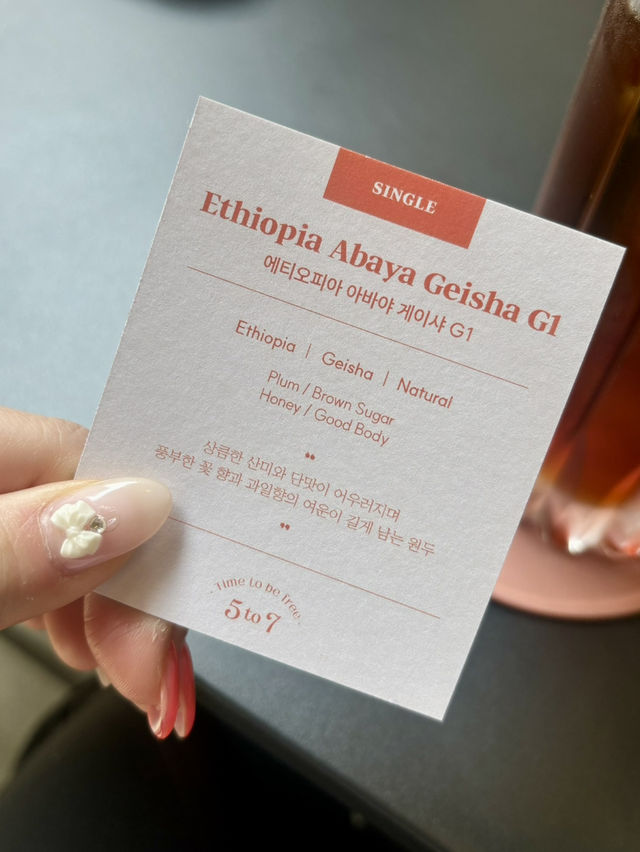 SINGLE
Ethiopia Abaya Geisha G1
에티오피아 아바야 게이샤 G1
Ethiopia | Geisha | Natural
Plum / Brown Sugar
Honey / Good Body
❝
상큼한 산미와 단맛이 어우러지며
풍부한 꽃 향과 과일향의 여운이 길게 남는 원두
❞
· Time to be free ·
5 to 7